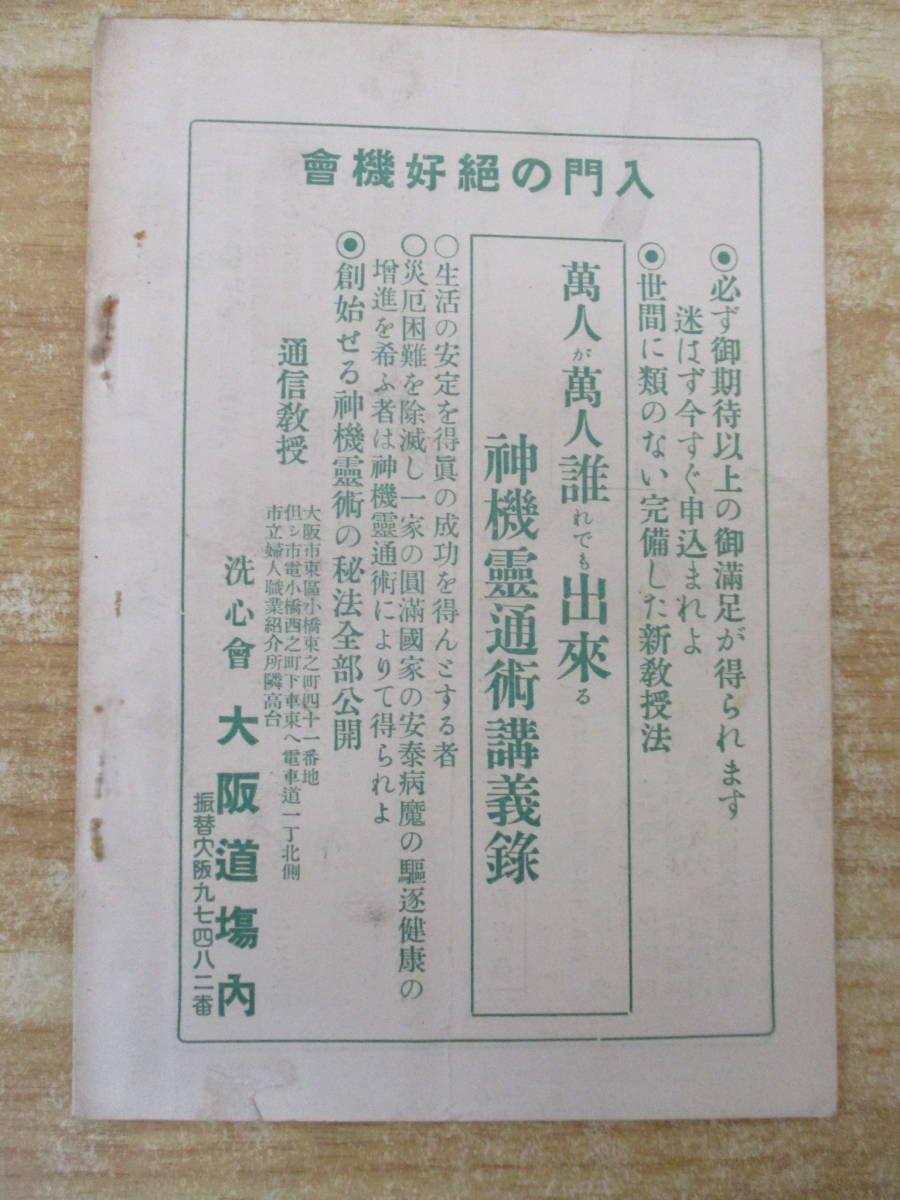 入門の絕好機會
◉必ず御期待以上の御滿足が得られます
迷はず今すぐ申込まれよ
◉世間に類のない完備した新敎授法
萬人が萬人誰れでも出來る
神機靈通術講義錄
○生活の安定を得眞の成功を得んとする者
○災厄困難を除滅し一家の圓滿國家の安泰病魔の驅逐健康の
增進を希ふ者は神機靈通術によりて得られよ
◉創始せる神機靈術の秘法全部公開
通信敎授
大阪市東區小橋東之町四十一番地
但シ市電小橋西之町下車東へ電車道一丁北側
市立婦人職業紹介所隣高台
洗心會 大阪道塲內
振替大阪九七四八二番